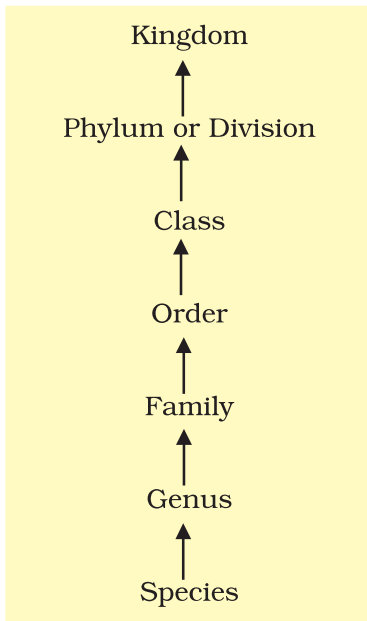 Kingdom
Phylum or Division
Class
Order
Family
Genus
Species